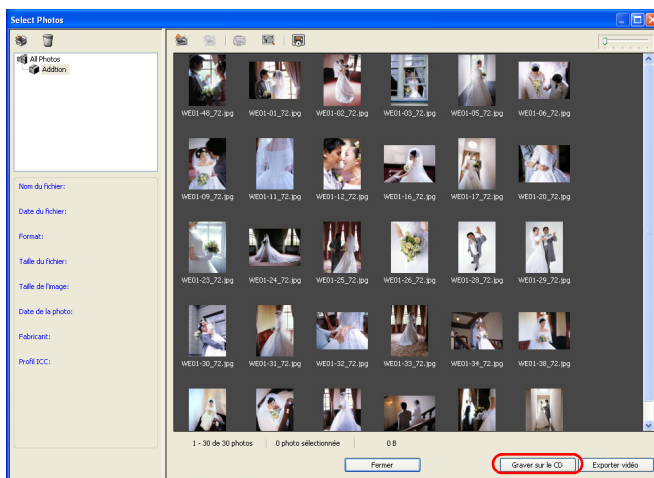 Select Photos
All Photos
Addtion
Nom du fichier:
Date du fichier:
Format:
Taille du fichier:
Taille de l'image:
Date de la photo:
Fabricant:
Profil ICC:
WE01-48_72.jpg WE01-01_72.jpg WE01-02_72.jpg WE01-03_72.jpg WE01-05_72.jpg WE01-06_72.jpg
WE01-09_72.jpg WE01-11_72.jpg WE01-12_72.jpg WE01-16_72.jpg WE01-17_72.jpg WE01-20_72.jpg
WE01-23_72.jpg WE01-24_72.jpg WE01-25_72.jpg WE01-26_72.jpg WE01-28_72.jpg WE01-29_72.jpg
WE01-30_72.jpg WE01-31_72.jpg WE01-32_72.jpg WE01-33_72.jpg WE01-34_72.jpg WE01-38_72.jpg
1 - 30 de 30 photos 0 photo sélectionnée 0 B
Fermer Graver sur le CD Exporter vidéo